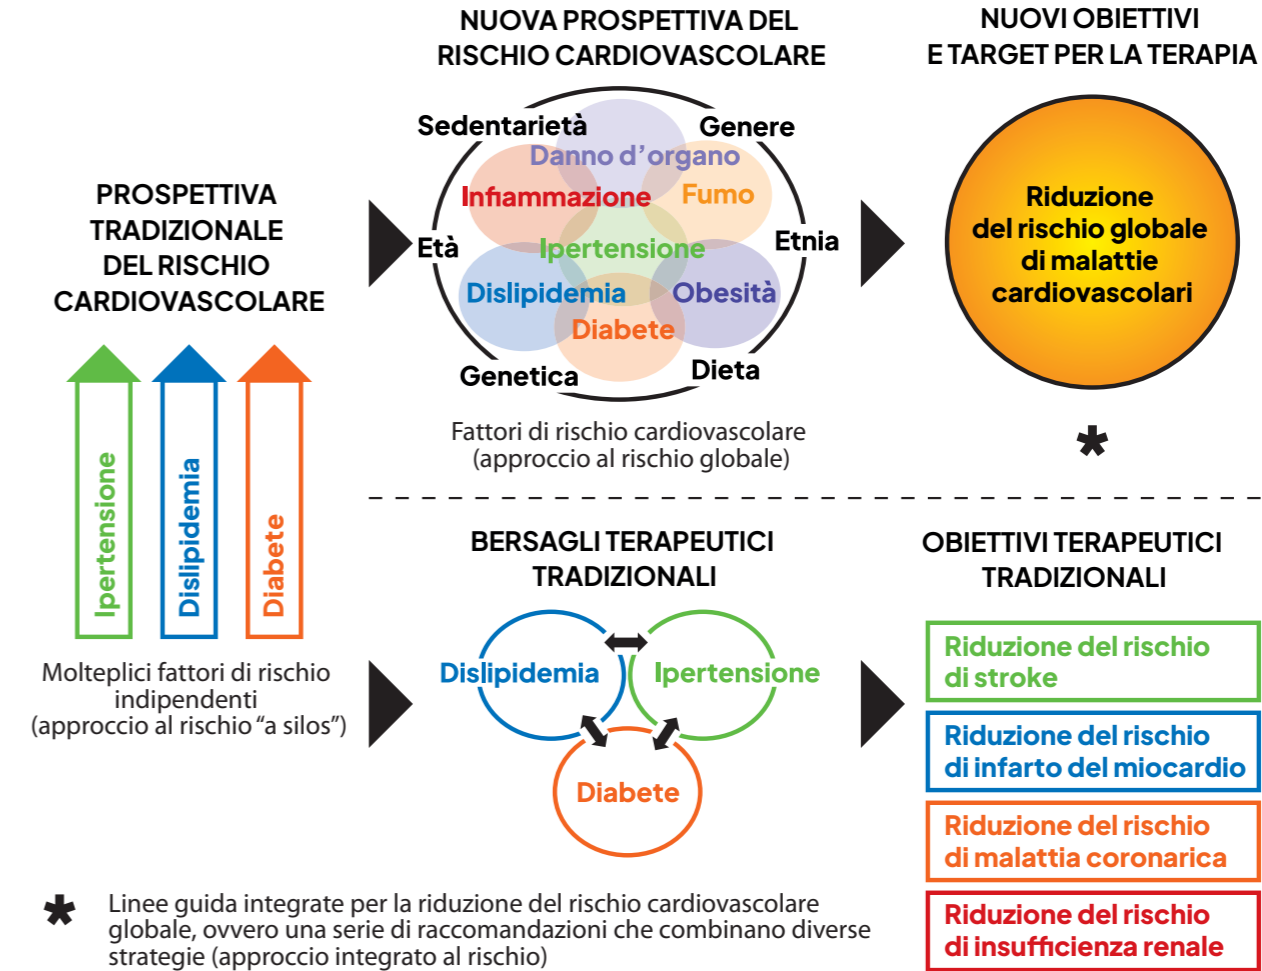 PROSPETTIVA
TRADIZIONALE
DEL RISCHIO
CARDIOVASCOLARE
Ipertensione
Dislipidemia
Diabete
Molteplici fattori di rischio
indipendenti
(approccio al rischio “a silos”)
NUOVA PROSPETTIVA DEL
RISCHIO CARDIOVASCOLARE
Sedentarietà
Genere
Danno d’organo
Infiammazione
Fumo
Età
Ipertensione
Etnia
Dislipidemia
Obesità
Diabete
Genetica
Dieta
Fattori di rischio cardiovascolare
(approccio al rischio globale)
NUOVI OBIETTIVI
E TARGET PER LA TERAPIA
Riduzione
del rischio globale
di malattie
cardiovascolari
*
BERSAGLI TERAPEUTICI
TRADIZIONALI
Dislipidemia
Ipertensione
Diabete
OBIETTIVI TERAPEUTICI
TRADIZIONALI
Riduzione del rischio
di stroke
Riduzione del rischio
di infarto del miocardio
Riduzione del rischio
di malattia coronarica
Riduzione del rischio
di insufficienza renale
* Linee guida integrate per la riduzione del rischio cardiovascolare
globale, ovvero una serie di raccomandazioni che combinano diverse
strategie (approccio integrato al rischio)